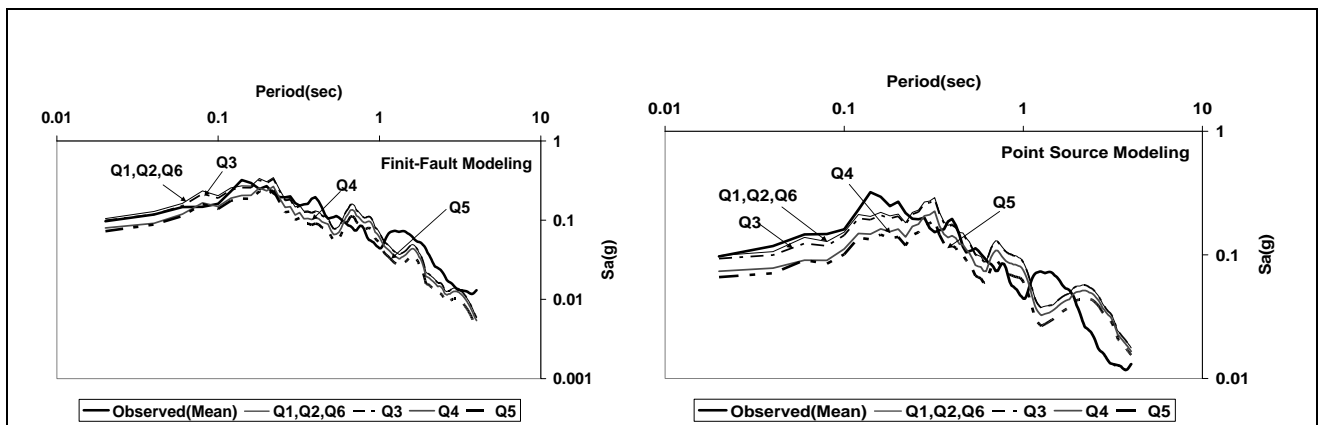 Period(sec)
0.01 0.1 1 10
1
Finit-Fault Modeling
Q1,Q2,Q6
Q3
Q4
Q5
0.1
0.01
0.001
Sa(g)
Observed(Mean) Q1,Q2,Q6 Q3 Q4 Q5
Period(sec)
0.01 0.1 1 10
1
Point Source Modeling
Q4
Q1,Q2,Q6
Q3
Q5
0.1
0.01
Sa(g)
Observed(Mean) Q1,Q2,Q6 Q3 Q4 Q5